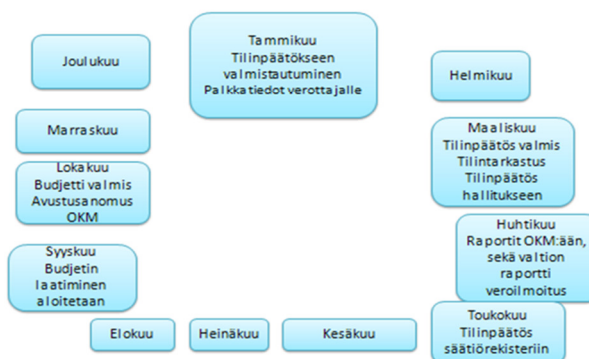 Tammikuu
Tilinpäätökseen
valmistautuminen
Palkkatiedot verottajalle
Helmikuu
Maaliskuu
Tilinpäätös valmis
Tilintarkastus
Tilinpäätös
hallitukseen
Huhtikuu
Raportit OKM:ään,
sekä valtion
raportti
veroilmoitus
Toukokuu
Tilinpäätös
säätiörekisteriin
Kesäkuu
Heinäkuu
Elokuu
Syyskuu
Budjetin
laatiminen
aloitetaan
Lokakuu
Budjetti valmis
Avustusanomus
OKM
Marraskuu
Joulukuu